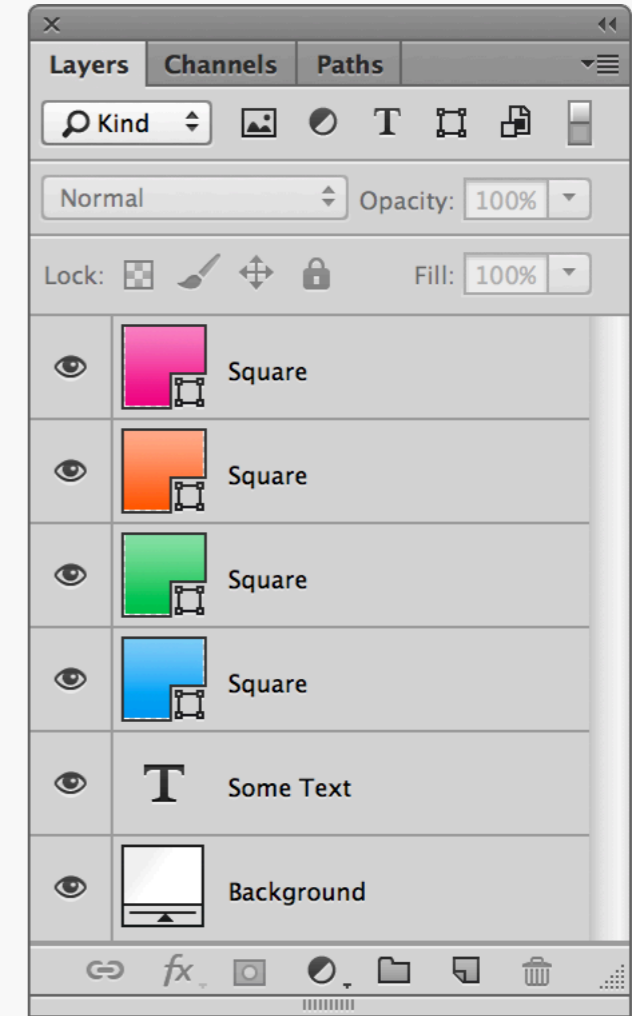 Layers Channels Paths
Kind T
Normal Opacity: 100%
Lock: Fill: 100%
Square
Square
Square
Square
T Some Text
Background
fx